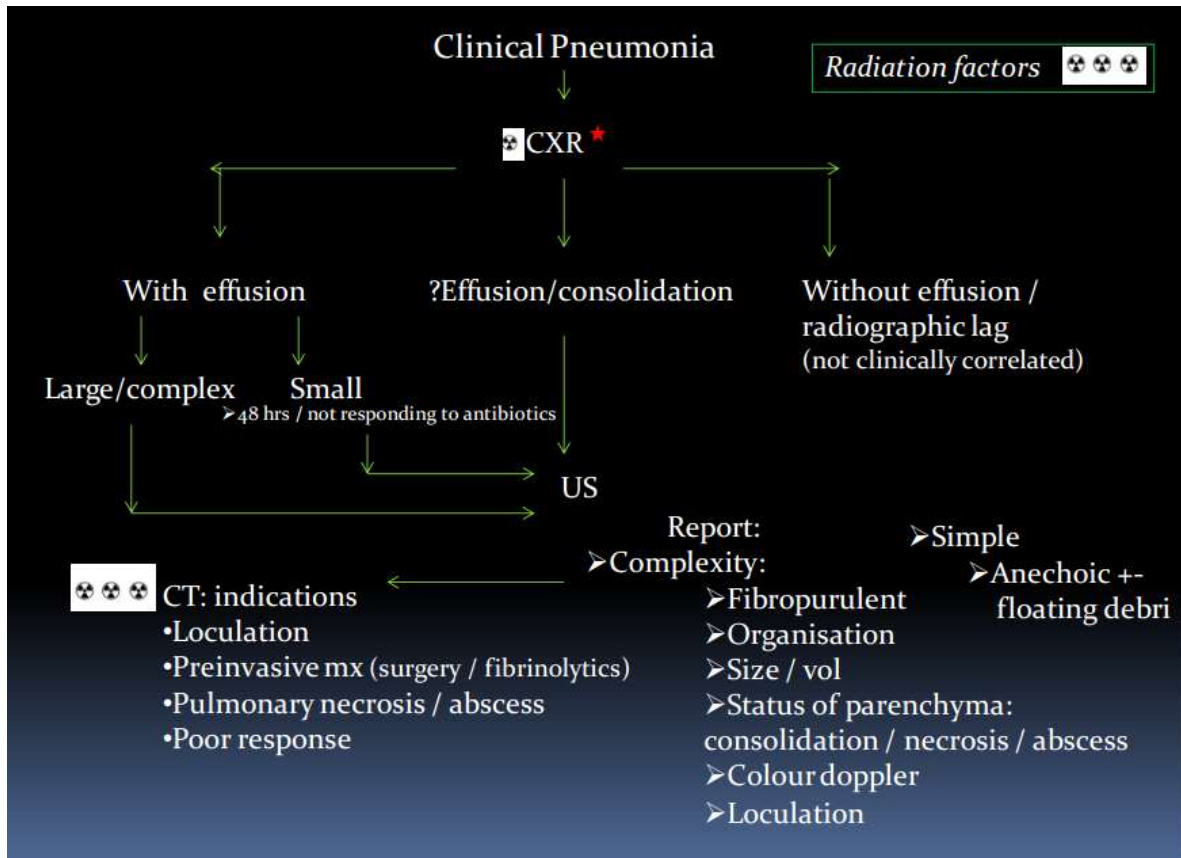 Clinical Pneumonia
Radiation factors
CXR
With effusion
?Effusion/consolidation
Without effusion /
radiographic lag
(not clinically correlated)
Large/complex
Small
➢48 hrs / not responding to antibiotics
US
Report:
➢Complexity:
➢Fibropurulent
➢Organisation
➢Size / vol
➢Status of parenchyma:
consolidation / necrosis / abscess
➢Colour doppler
➢Loculation
➢Simple
➢Anechoic +-
floating debri
CT: indications
•Loculation
•Preinvasive mx (surgery / fibrinolytics)
•Pulmonary necrosis / abscess
•Poor response